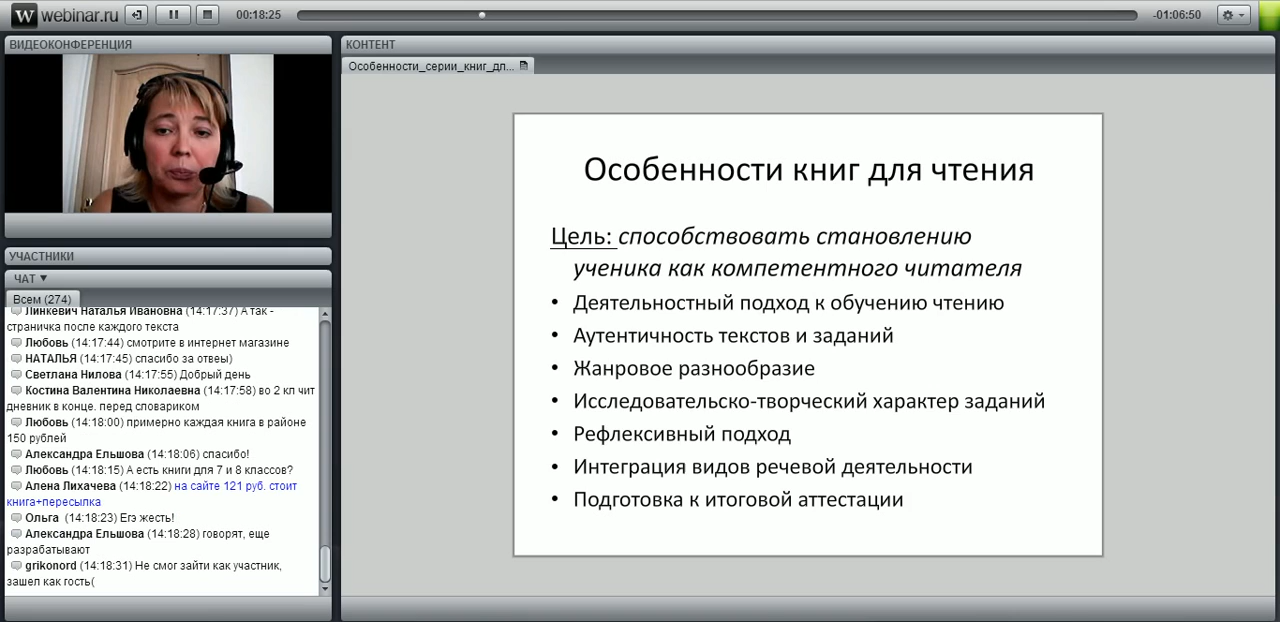 webinar.ru
00:18:25
-01:06:50
ВИДЕОКОНФЕРЕНЦИЯ
УЧАСТНИКИ
ЧАТ ▼
Всем (274)
Линкевич Наталья Ивановна (14:17:37) А так -
страничка после каждого текста
Любовь (14:17:44) смотрите в интернет магазине
НАТАЛЬЯ (14:17:45) спасибо за отвеы)
Светлана Нилова (14:17:55) Добрый день
Костина Валентина Николаевна (14:17:58) во 2 кл чит
дневник в конце. перед словариком
Любовь (14:18:00) примерно каждая книга в районе
150 рублей
Александра Ельшова (14:18:06) спасибо!
Любовь (14:18:15) А есть книги для 7 и 8 классов?
Алена Лихачева (14:18:22) на сайте 121 руб. стоит
книга+пересылка
Ольга (14:18:23) Егэ жесть!
Александра Ельшова (14:18:28) говорят, еще
разрабатывают
grikonord (14:18:31) Не смог зайти как участник,
зашел как гость(
КОНТЕНТ
Особенности_серии_книг_дл...
Особенности книг для чтения
Цель: способствовать становлению
ученика как компетентного читателя
• Деятельностный подход к обучению чтению
• Аутентичность текстов и заданий
• Жанровое разнообразие
• Исследовательско-творческий характер заданий
• Рефлексивный подход
• Интеграция видов речевой деятельности
• Подготовка к итоговой аттестации